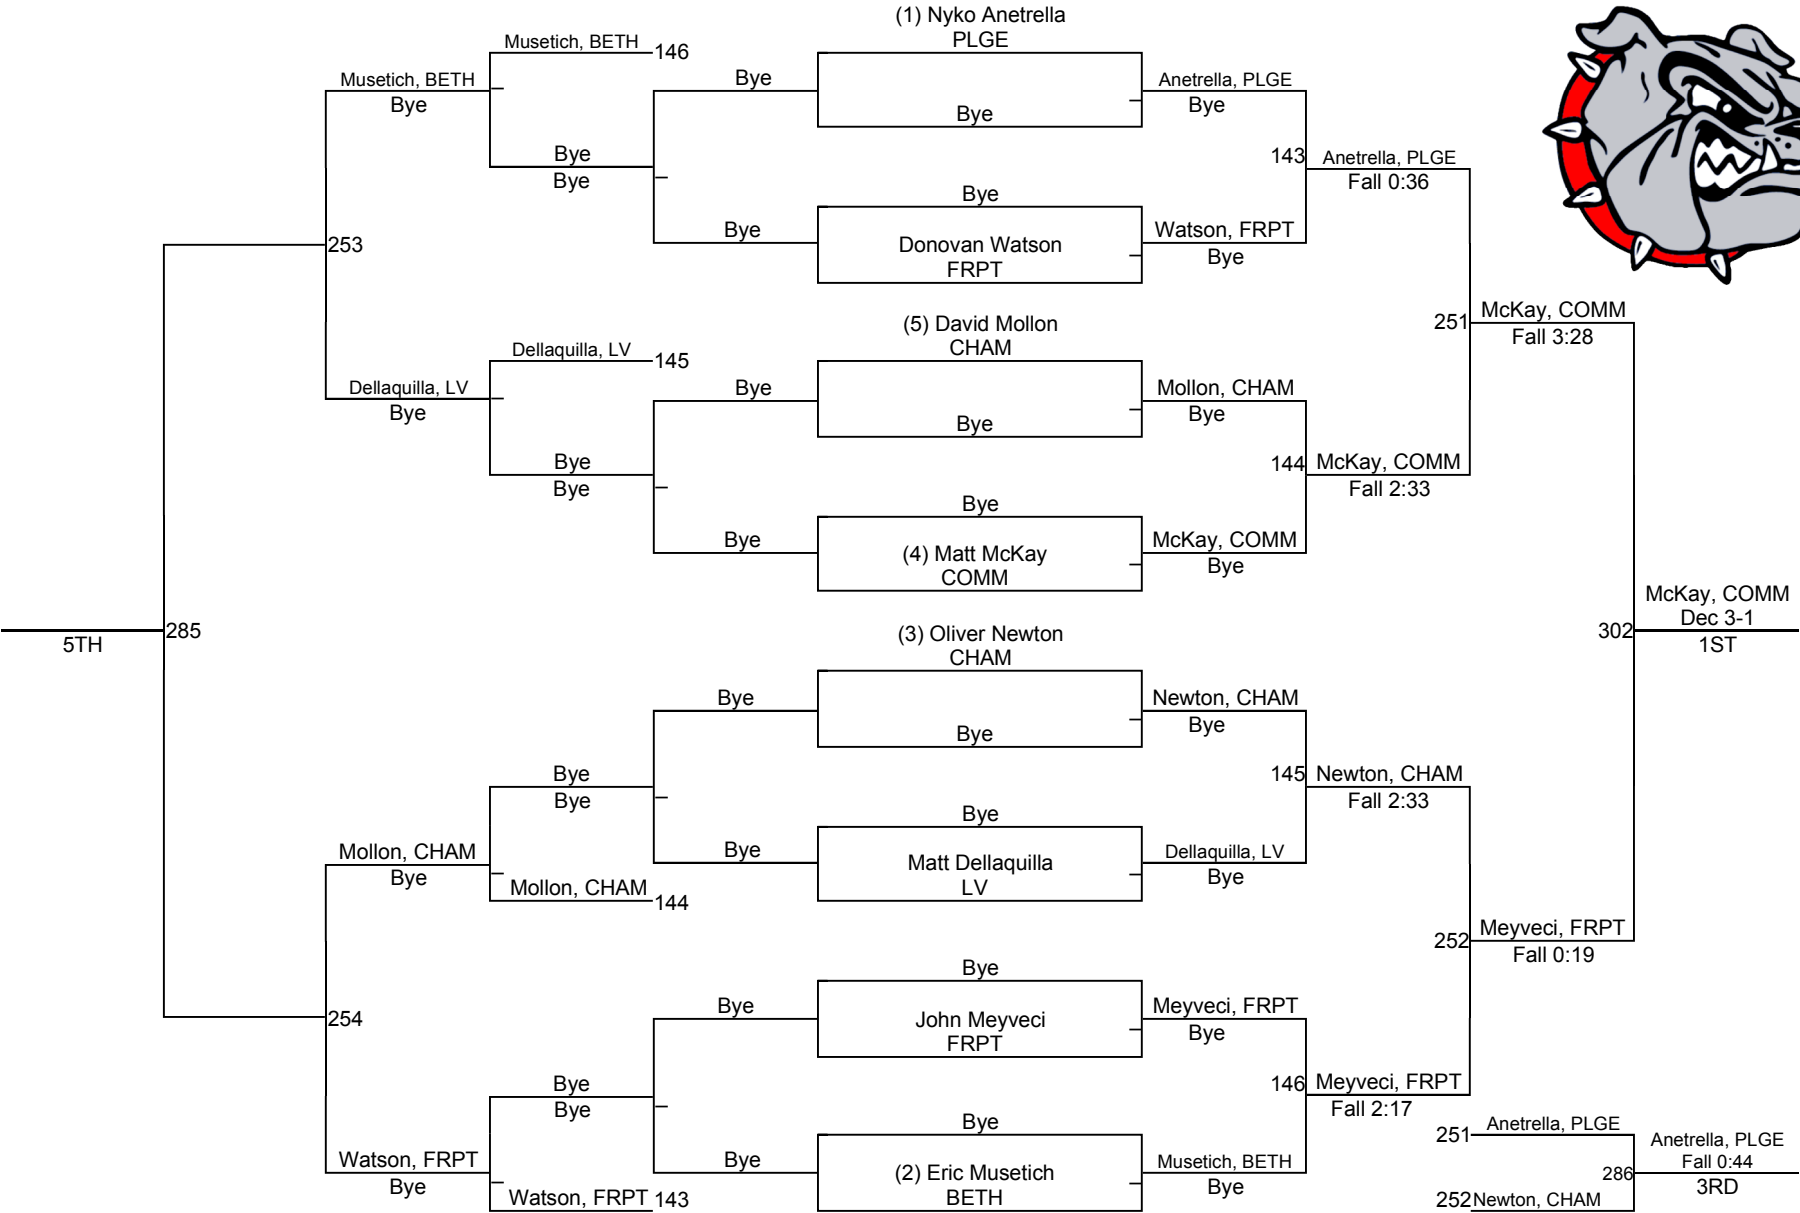 (1) Nyko Anetrella
PLGE
Musetich, BETH
146
Musetich, BETH
Bye
Bye
Bye
Anetrella, PLGE
Bye
Bye
Bye
143
Anetrella, PLGE
Fall 0:36
Bye
Bye
Donovan Watson
FRPT
Watson, FRPT
Bye
253
(5) David Mollon
CHAM
251
McKay, COMM
Fall 3:28
Dellaquilla, LV
145
Dellaquilla, LV
Bye
Bye
Bye
Mollon, CHAM
Bye
Bye
Bye
144
McKay, COMM
Fall 2:33
Bye
Bye
(4) Matt McKay
COMM
McKay, COMM
Bye
5TH
285
(3) Oliver Newton
CHAM
302
McKay, COMM
Dec 3-1
1ST
Bye
Bye
Newton, CHAM
Bye
Bye
Bye
145
Newton, CHAM
Fall 2:33
Mollon, CHAM
Bye
Mollon, CHAM
144
Bye
Bye
Matt Dellaquilla
LV
Dellaquilla, LV
Bye
252
Meyveci, FRPT
Fall 0:19
254
Bye
Bye
John Meyveci
FRPT
Meyveci, FRPT
Bye
Bye
Bye
146
Meyveci, FRPT
Fall 2:17
Watson, FRPT
Bye
Watson, FRPT
143
Bye
Bye
(2) Eric Musetich
BETH
Musetich, BETH
Bye
251
Anetrella, PLGE
286
Anetrella, PLGE
Fall 0:44
3RD
252
Newton, CHAM